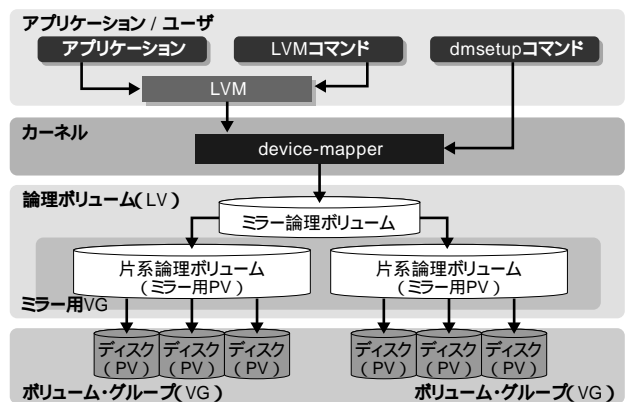 アプリケーション / ユーザ
アプリケーション
LVMコマンド
dmsetupコマンド
LVM
カーネル
device-mapper
論理ボリューム(LV)
ミラー論理ボリューム
片系論理ボリューム
(ミラー用PV)
片系論理ボリューム
(ミラー用PV)
ミラー用VG
ディスク
(PV)
ディスク
(PV)
ディスク
(PV)
ディスク
(PV)
ディスク
(PV)
ディスク
(PV)
ボリューム・グループ(VG)
ボリューム・グループ(VG)